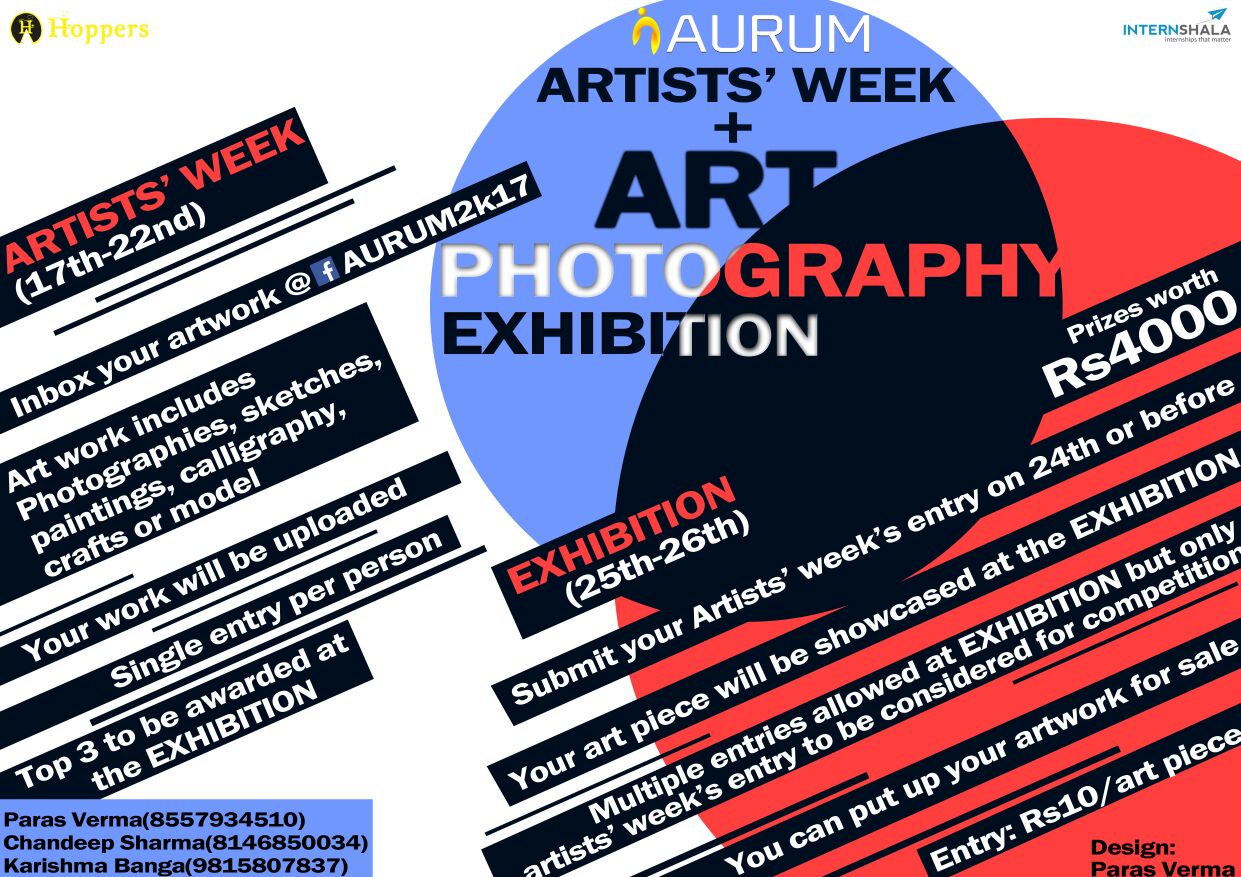 Hoppers
AURUM
INTERNSHALA
internships that matter
ARTISTS' WEEK
+
ART
PHOTOGRAPHY
EXHIBITION
ARTISTS' WEEK
(17th-22nd)
Inbox your artwork @ f AURUM2k17
Art work includes
Photographies, sketches,
paintings, calligraphy,
crafts or model
Your work will be uploaded
Single entry per person
Top 3 to be awarded at
the EXHIBITION
Prizes worth
Rs4000
EXHIBITION
(25th-26th)
Submit your Artists' week's entry on 24th or before
Your art piece will be showcased at the EXHIBITION
Multiple entries allowed at EXHIBITION but only
artists' week's entry to be considered for competition
You can put up your artwork for sale
Entry: Rs10/art piece
Paras Verma(8557934510)
Chandeep Sharma(8146850034)
Karishma Banga(9815807837)
Design:
Paras Verma